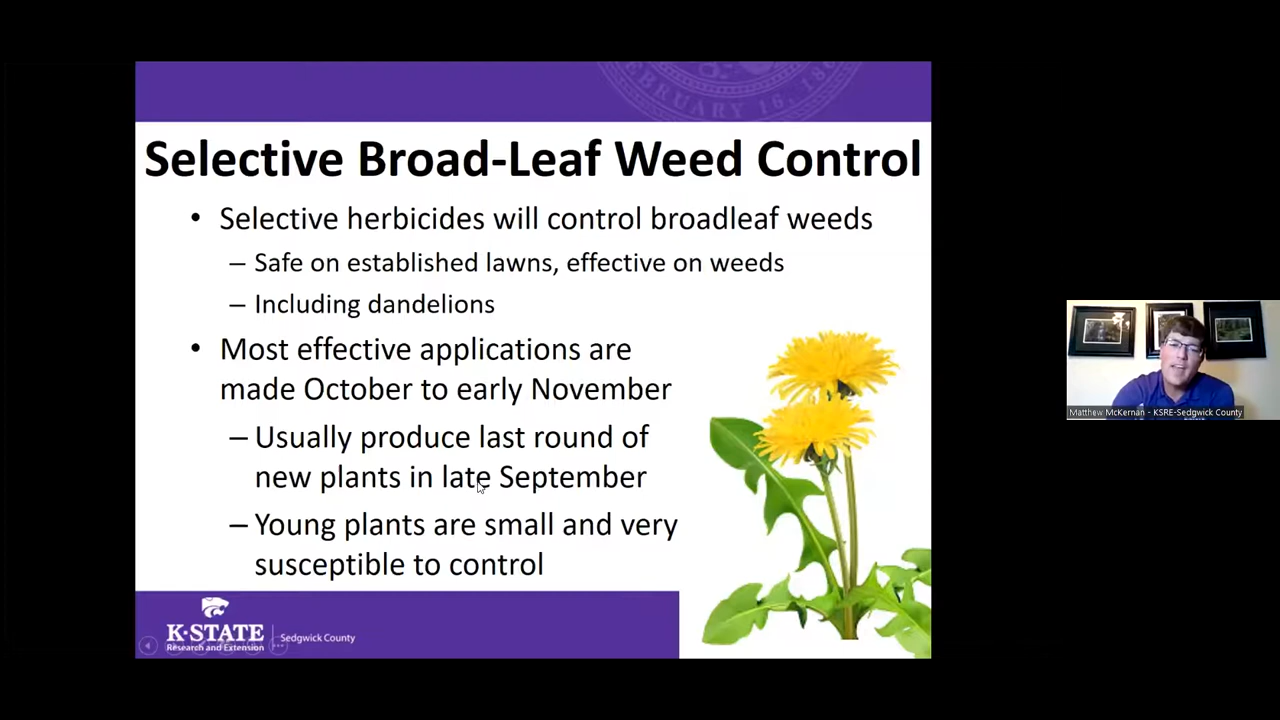 FEBRUARY 16, 186
Selective Broad-Leaf Weed Control
• Selective herbicides will control broadleaf weeds
– Safe on established lawns, effective on weeds
– Including dandelions
• Most effective applications are
made October to early November
– Usually produce last round of
new plants in late September
– Young plants are small and very
susceptible to control
K-STATE
Research and Extension
Sedgwick County
Matthew McKernan - KSRE-Sedgwick County